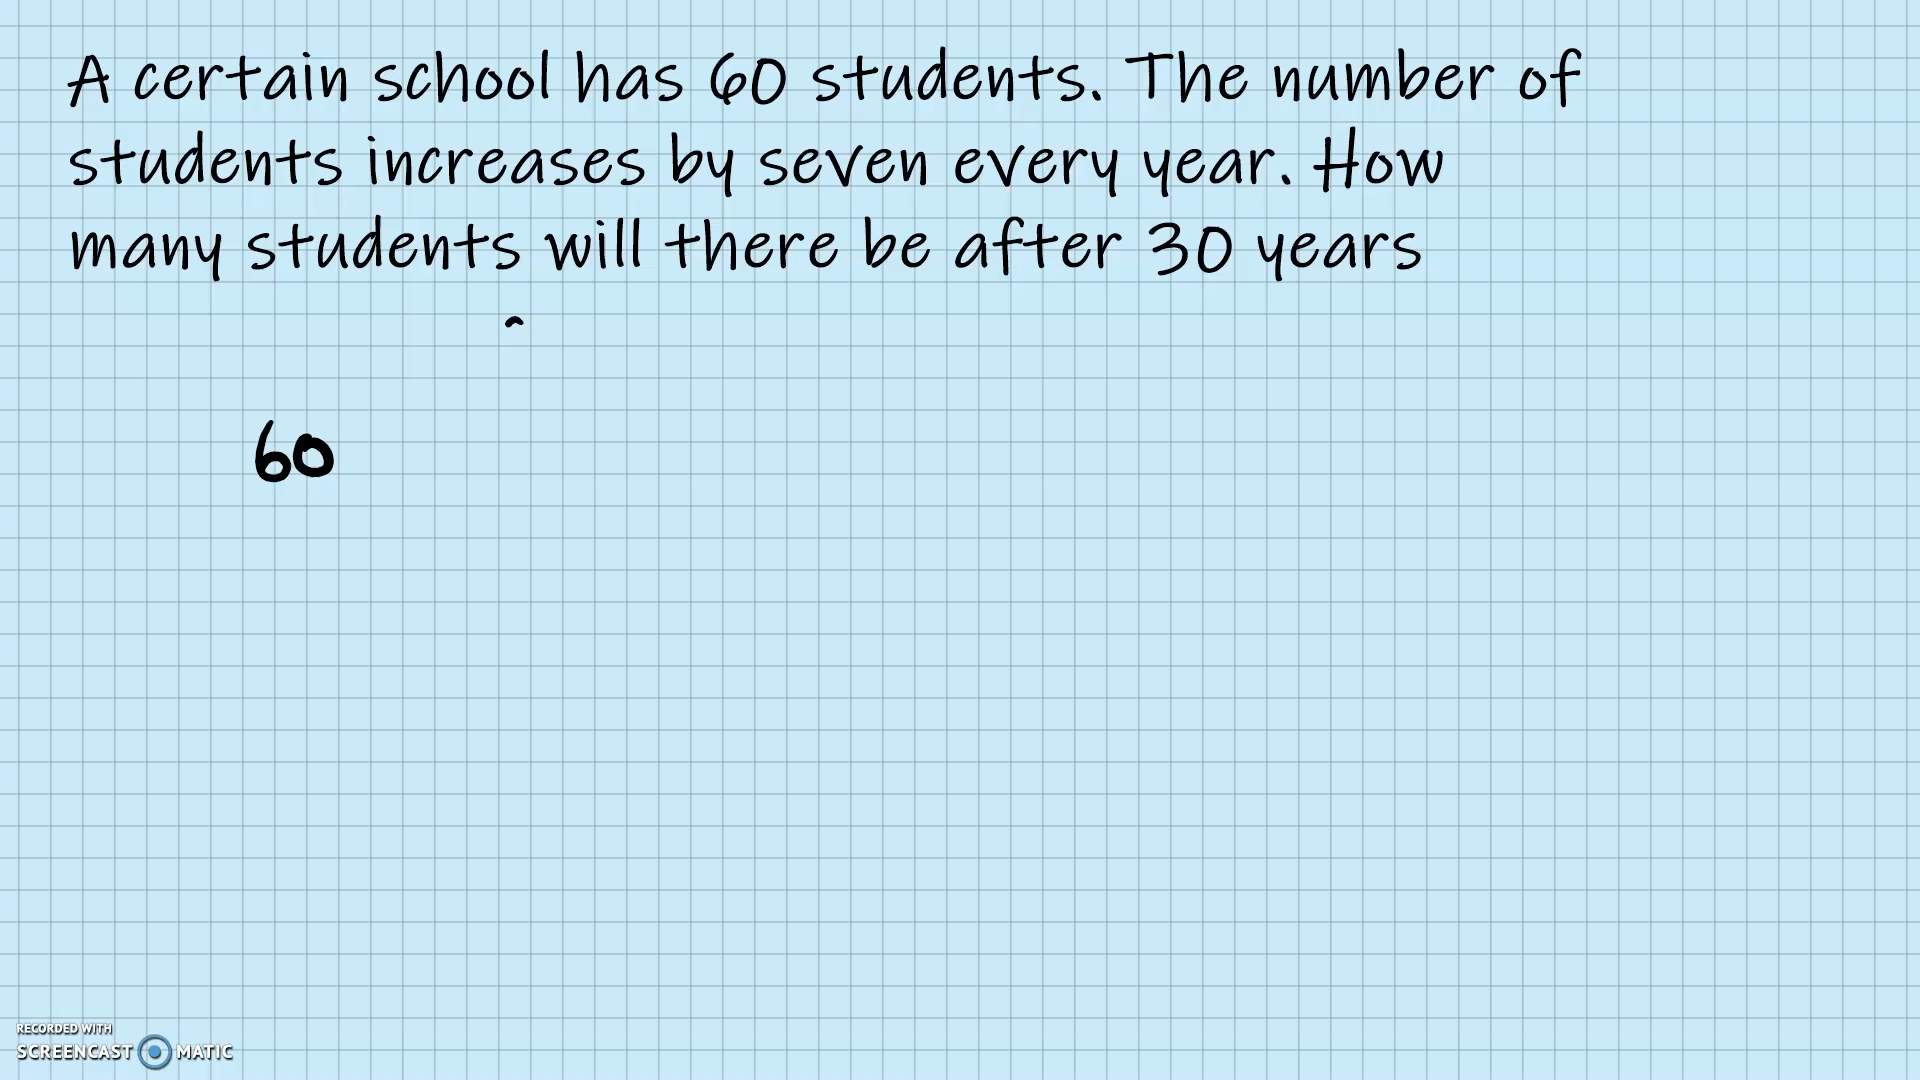 A certain school has 60 students. The number of
students increases by seven every year. How
many students will there be after 30 years
60
RECORDED WITH
SCREENCAST MATIC